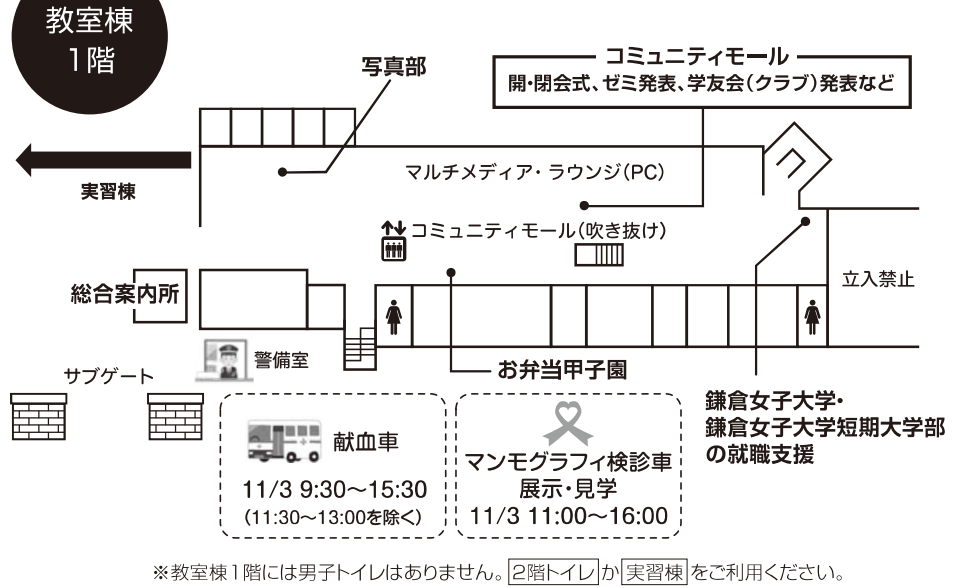 教室棟
1階
写真部
コミュニティモール
開・閉会式、ゼミ発表、学友会（クラブ）発表など
実習棟
マルチメディア・ラウンジ（PC）
コミュニティモール（吹き抜け）
立入禁止
総合案内所
警備室
サブゲート
お弁当甲子園
鎌倉女子大学・
鎌倉女子大学短期大学部
の就職支援
献血車
11/3 9:30〜15:30
（11:30〜13:00を除く）
マンモグラフィ検診車
展示・見学
11/3 11:00〜16:00
※教室棟1階には男子トイレはありません。2階トイレか実習棟をご利用ください。